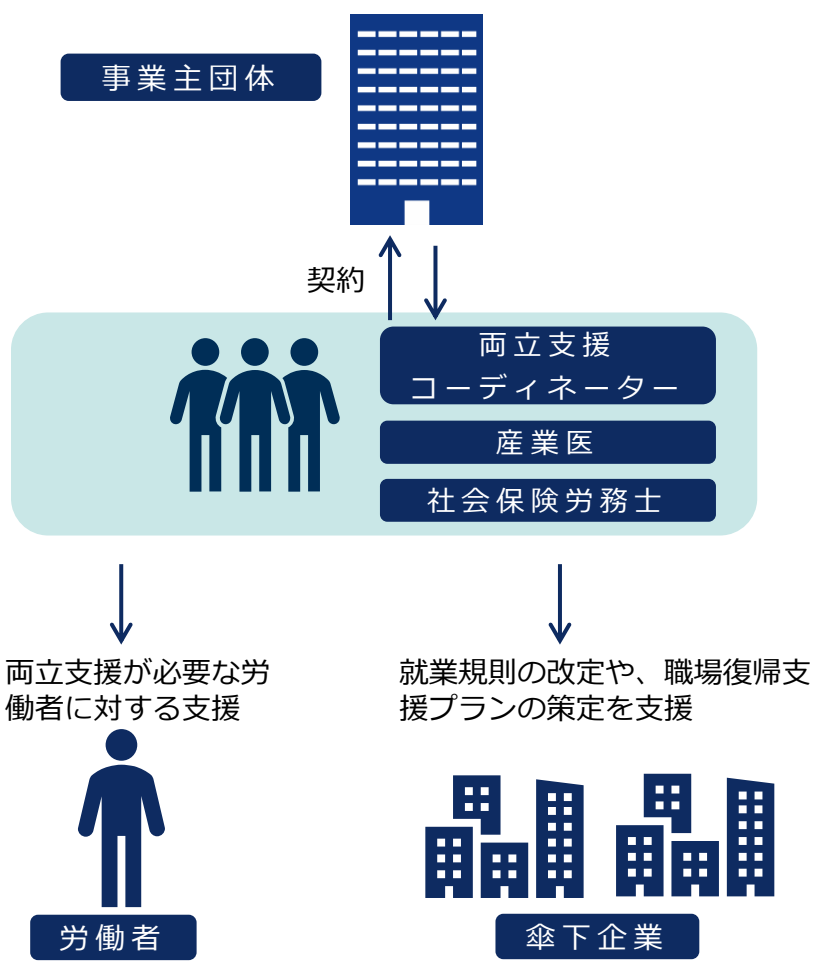 事業主団体
契約
両立支援
コーディネーター
産業医
社会保険労務士
両立支援が必要な労
働者に対する支援
就業規則の改定や、職場復帰支
援プランの策定を支援
労働者
傘下企業